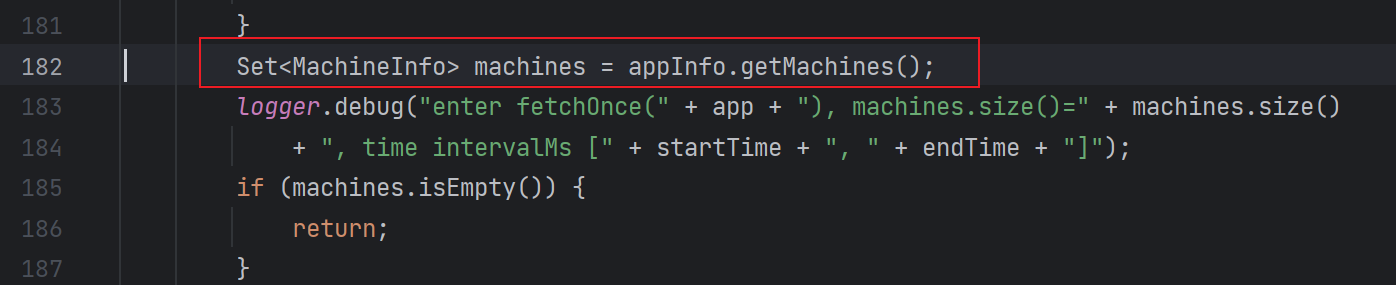 181 }
182 Set<MachineInfo> machines = appInfo.getMachines();
183 logger.debug("enter fetchOnce(" + app + "), machines.size()=" + machines.size()
184 + ", time intervalMs [" + startTime + ", " + endTime + "]");
185 if (machines.isEmpty()) {
186 return;
187 }